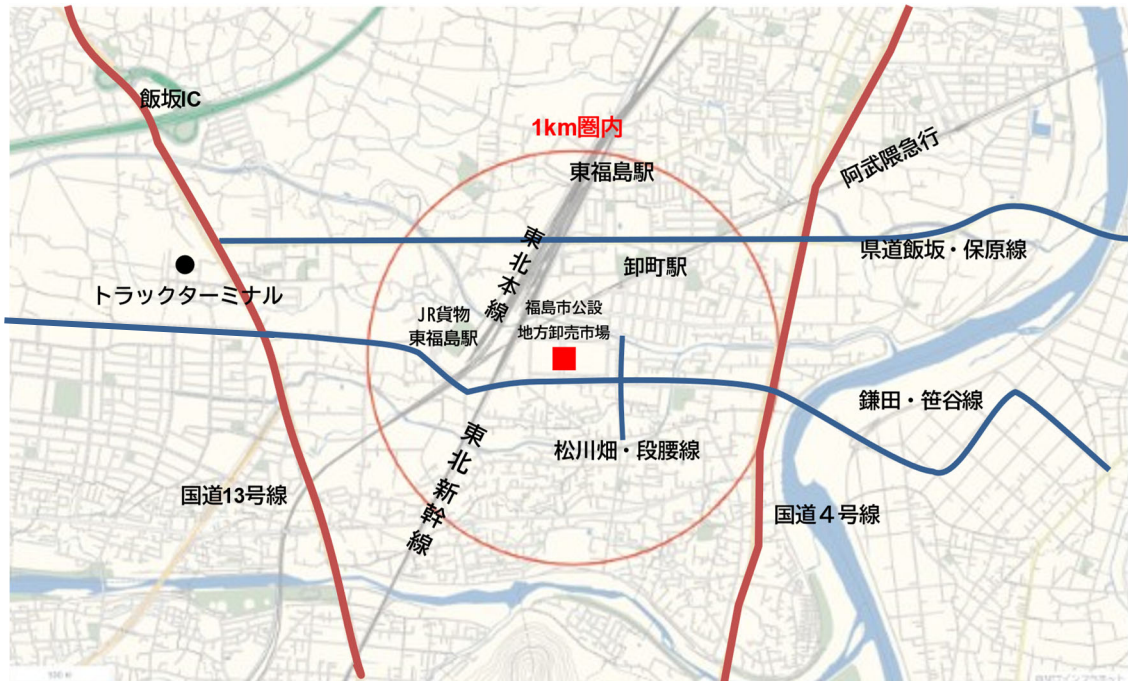 飯坂IC
1km圏内
東福島駅
阿武隈急行
県道飯坂・保原線
東北本線
卸町駅
トラックターミナル
JR貨物
東福島駅
福島市公設
地方卸売市場
鎌田・笹谷線
松川畑・段腰線
東北新幹線
国道13号線
国道４号線